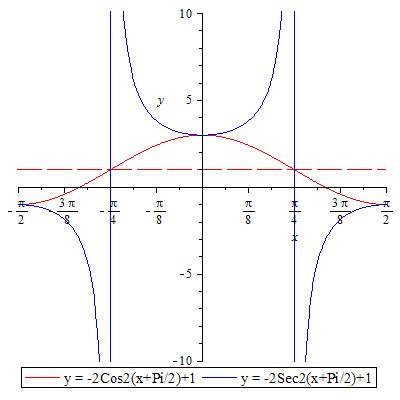 10
y
5
-π/2 3π/8 -π/4 -π/8 π/8 π/4 3π/8 π/2
x
-5
-10
y = -2Cos2(x+Pi/2)+1 y = -2Sec2(x+Pi/2)+1